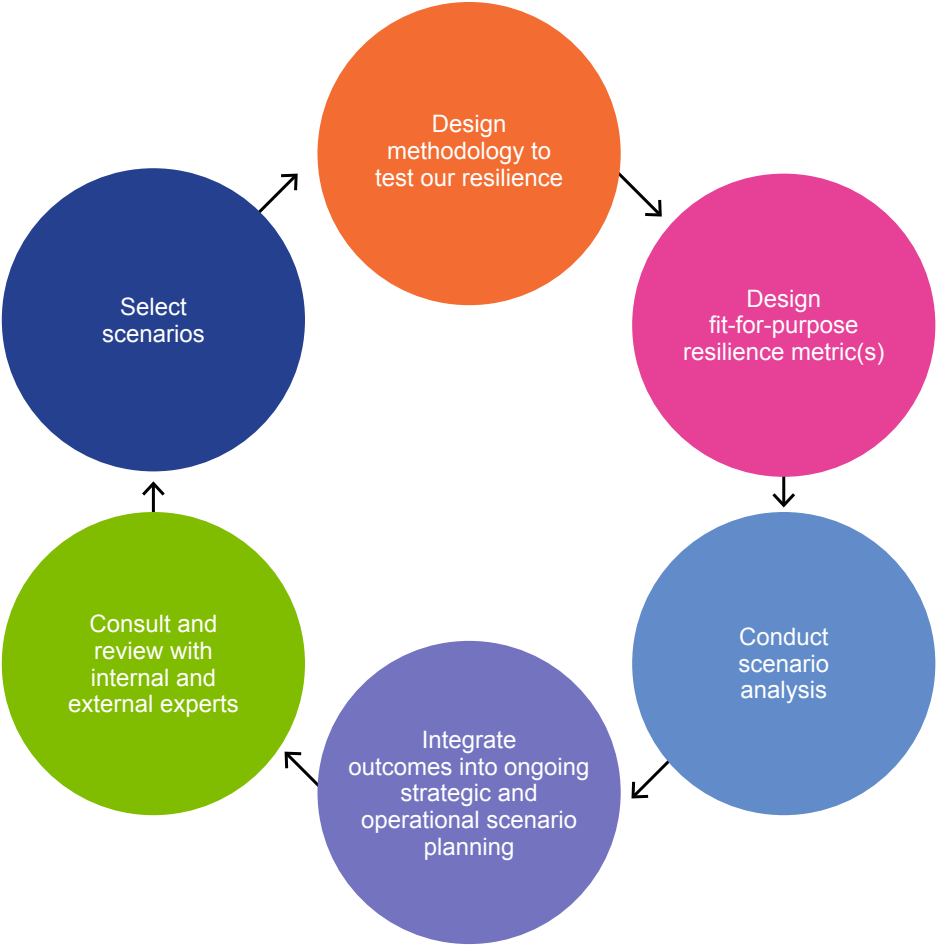 Design
methodology to
test our resilience
Design
fit-for-purpose
resilience metric(s)
Conduct
scenario
analysis
Integrate
outcomes into ongoing
strategic and
operational scenario
planning
Consult and
review with
internal and
external experts
Select
scenarios